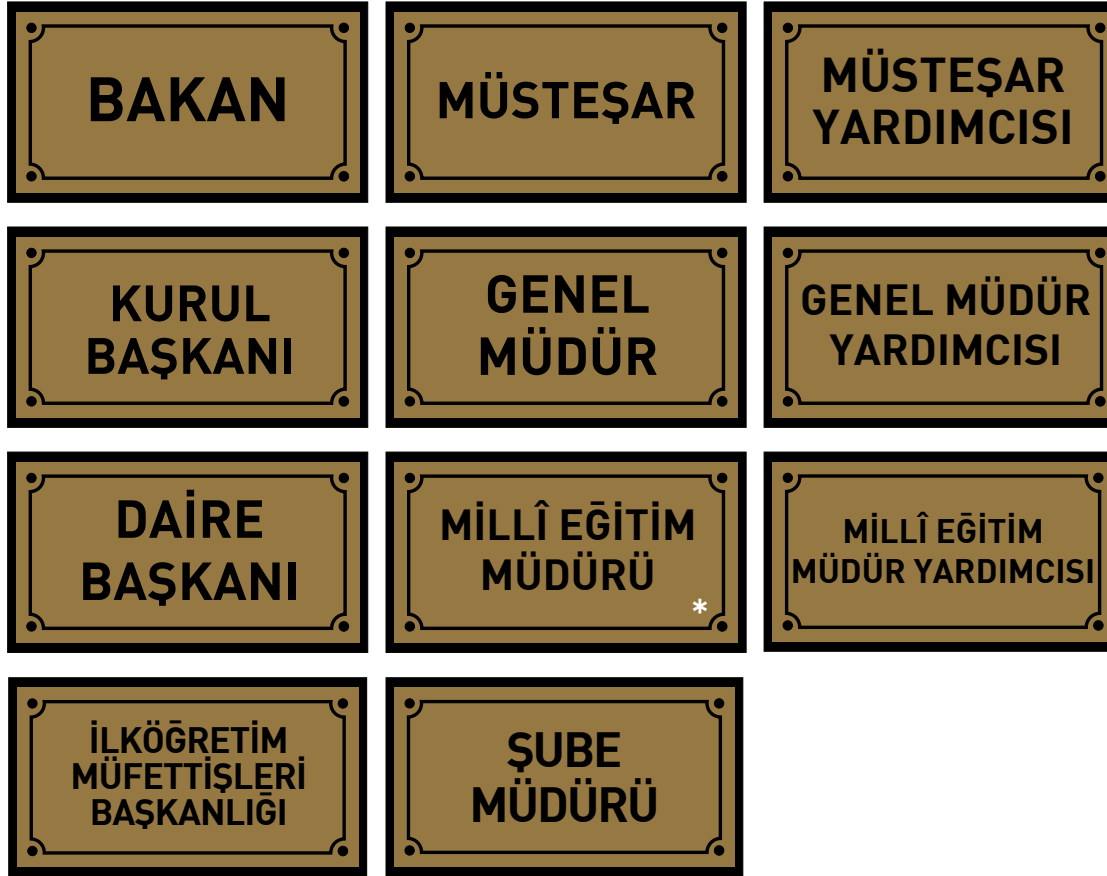 BAKAN
MÜSTEŞAR
MÜSTEŞAR
YARDIMCISI
KURUL
BAŞKANI
GENEL
MÜDÜR
GENEL MÜDÜR
YARDIMCISI
DAİRE
BAŞKANI
MİLLÎ EĞİTİM
MÜDÜRÜ
*
MİLLÎ EĞİTİM
MÜDÜR YARDIMCISI
İLKÖĞRETİM
MÜFETTİŞLERİ
BAŞKANLIĞI
ŞUBE
MÜDÜRÜ